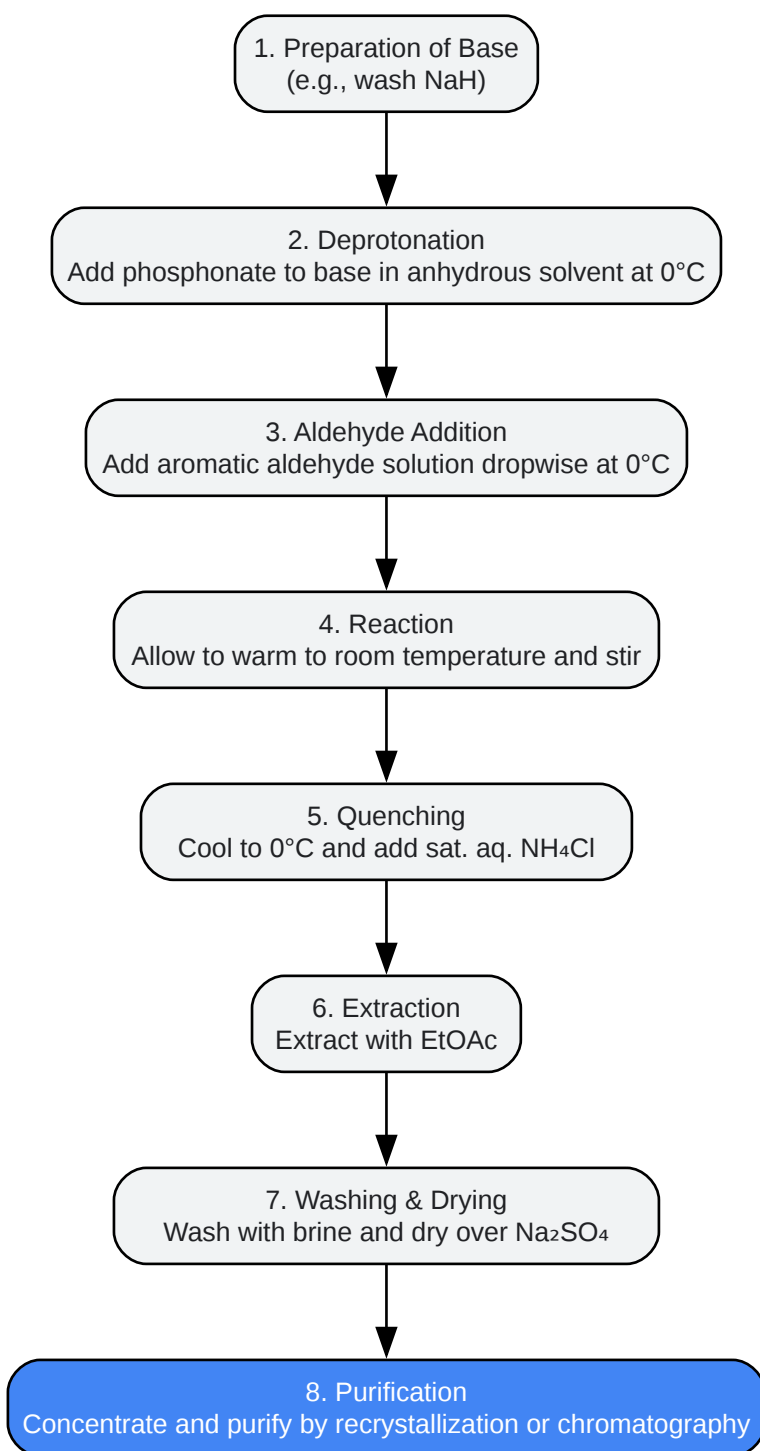 1. Preparation of Base
(e.g., wash NaH)
2. Deprotonation
Add phosphonate to base in anhydrous solvent at 0°C
3. Aldehyde Addition
Add aromatic aldehyde solution dropwise at 0°C
4. Reaction
Allow to warm to room temperature and stir
5. Quenching
Cool to 0°C and add sat. aq. NH₄Cl
6. Extraction
Extract with EtOAc
7. Washing & Drying
Wash with brine and dry over Na₂SO₄
8. Purification
Concentrate and purify by recrystallization or chromatography